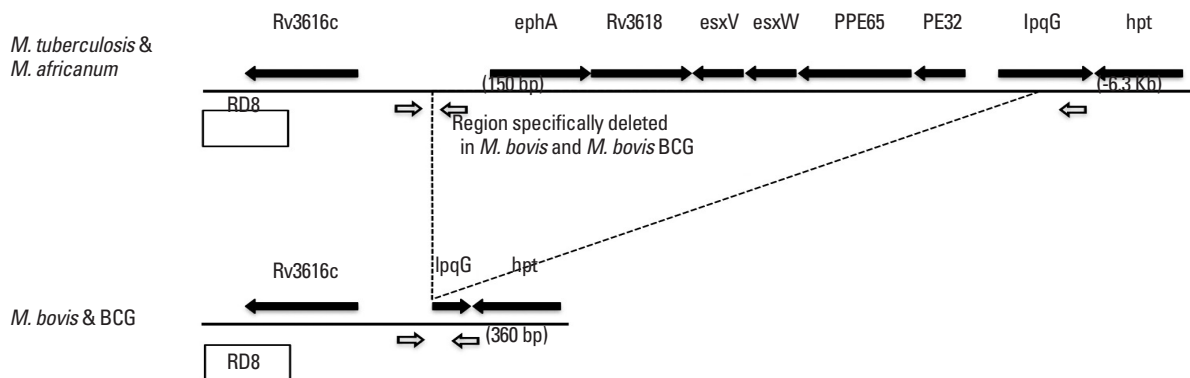 Rv3616c ephA Rv3618 esxV esxW PPE65 PE32 lpqG hpt
M. tuberculosis &
M. africanum
(150 bp) (-6.3 Kb)
RD8
Region specifically deleted
in M. bovis and M. bovis BCG
lpqG hpt
Rv3616c
M. bovis & BCG
(360 bp)
RD8